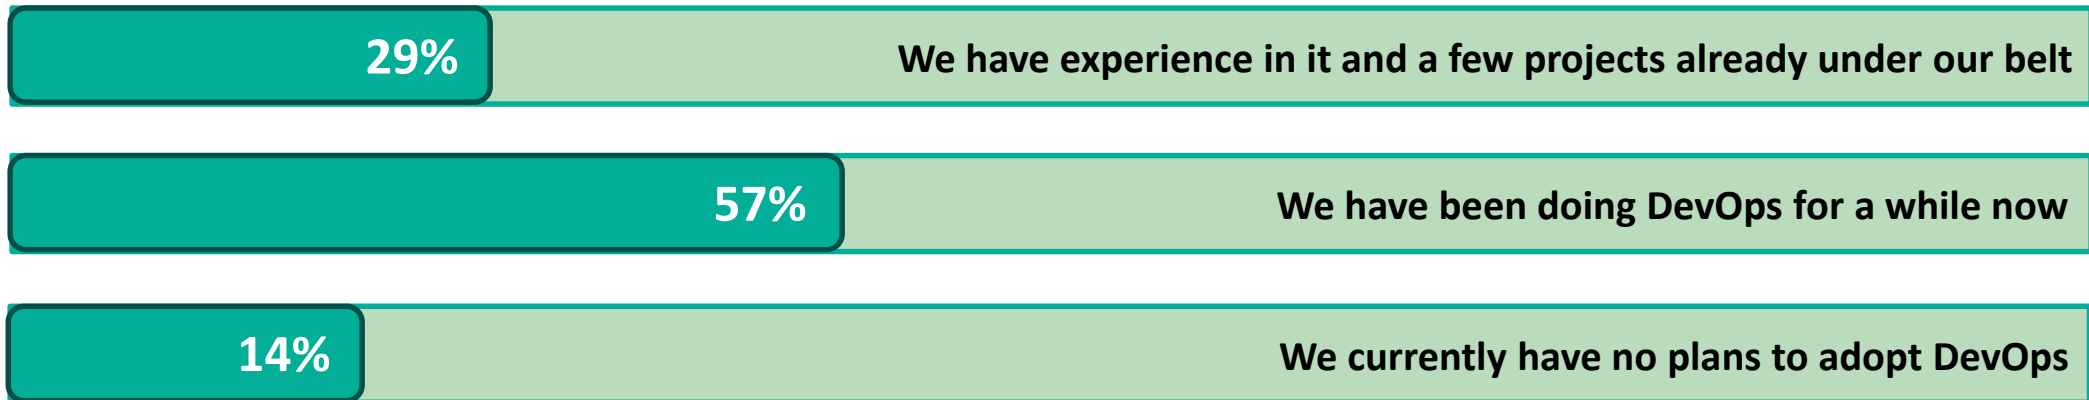 29% We have experience in it and a few projects already under our belt
57% We have been doing DevOps for a while now
14% We currently have no plans to adopt DevOps